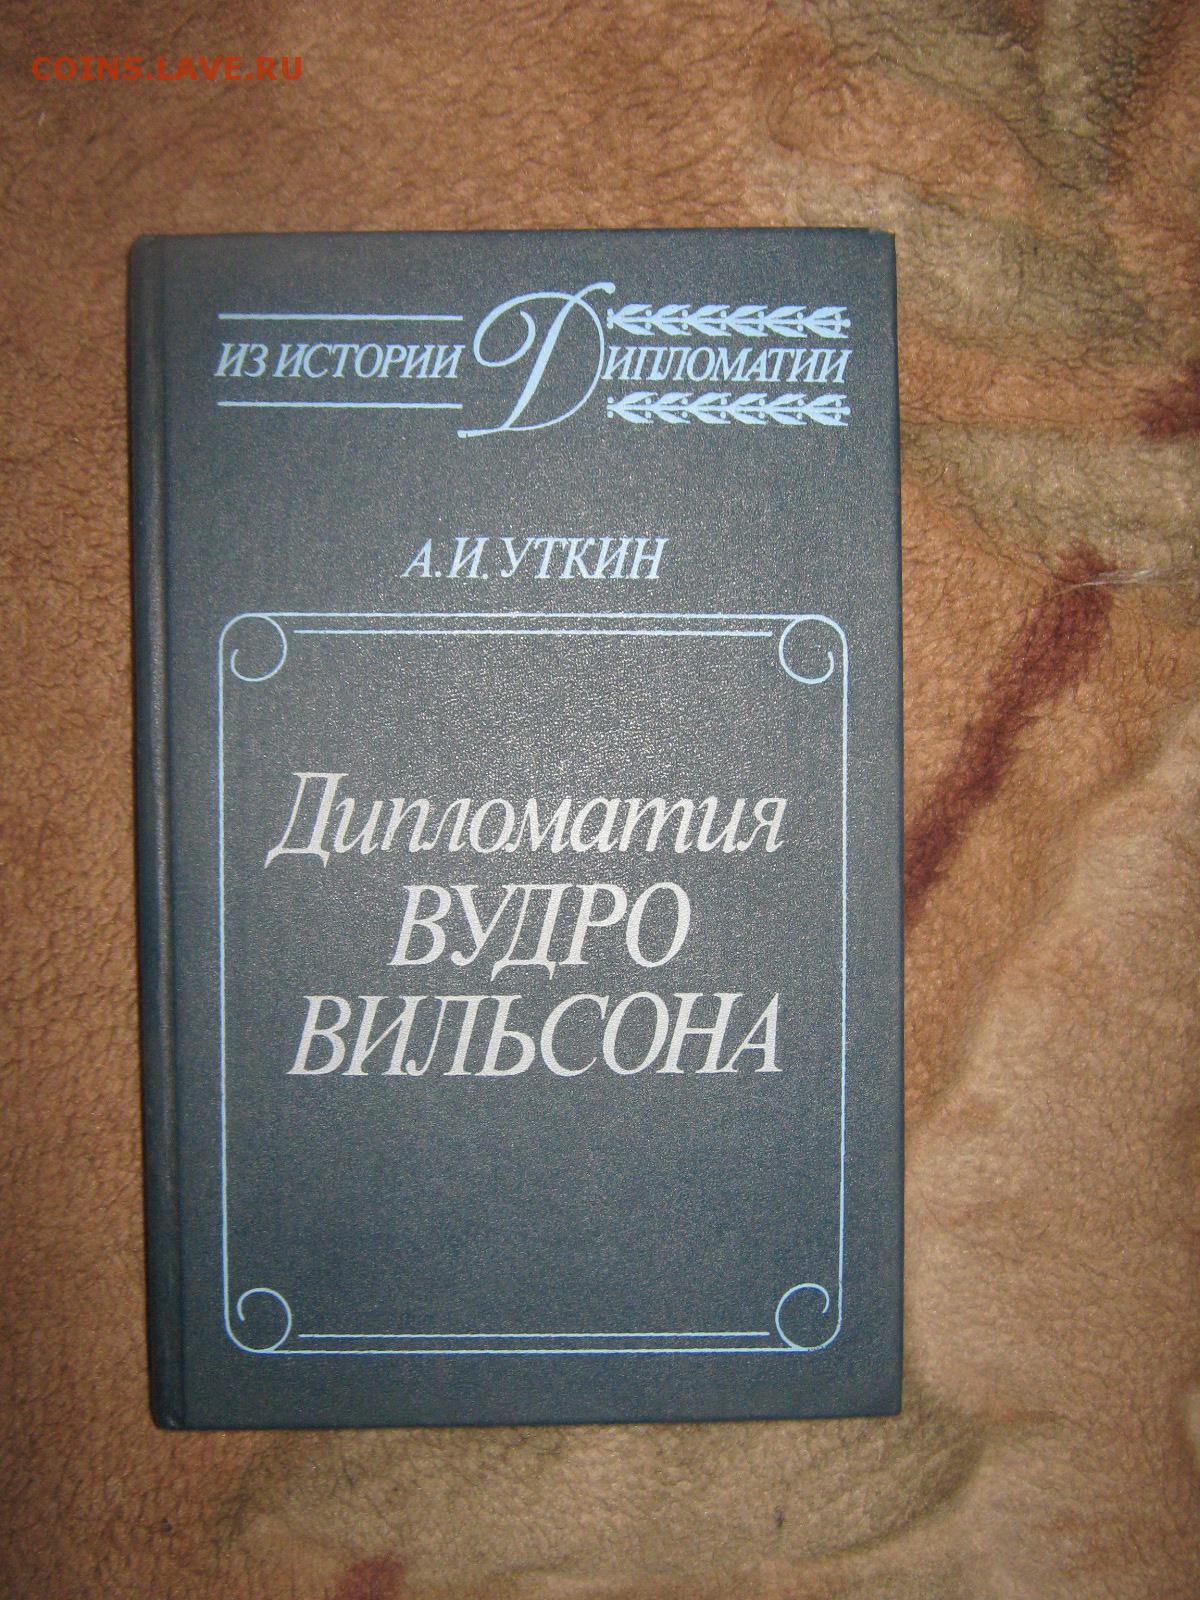 COINS.LAVE.RU
ИЗ ИСТОРИИ ДИПЛОМАТИИ
А.И. УТКИН
Дипломатия
ВУДРО
ВИЛЬСОНА